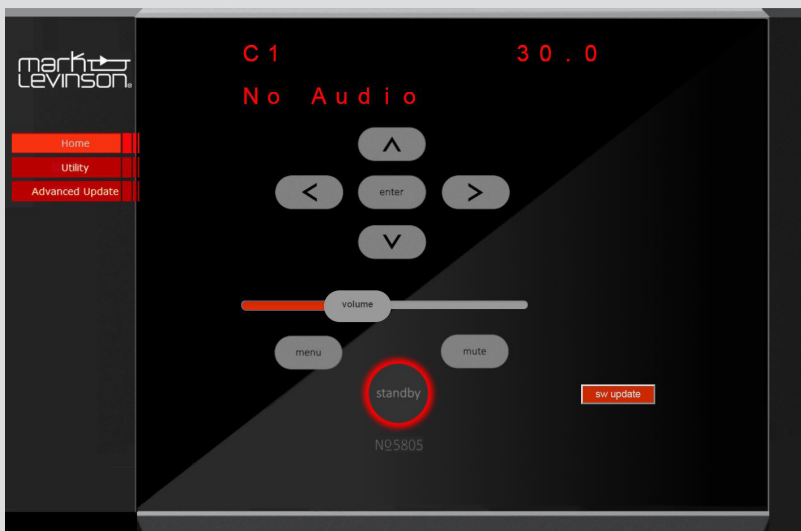 mark
Levinson®
Home
Utility
Advanced Update
C1 30.0
No Audio
enter
volume
menu
mute
standby
sw update
Nº5805